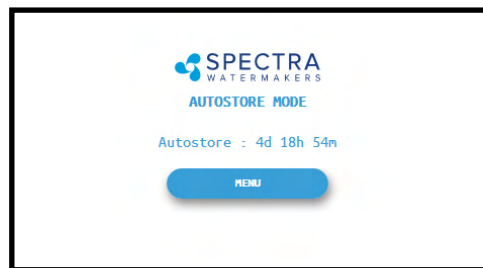 SPECTRA
WATERMAKERS
AUTOSTORE MODE
Autostore : 4d 18h 54m
MENU